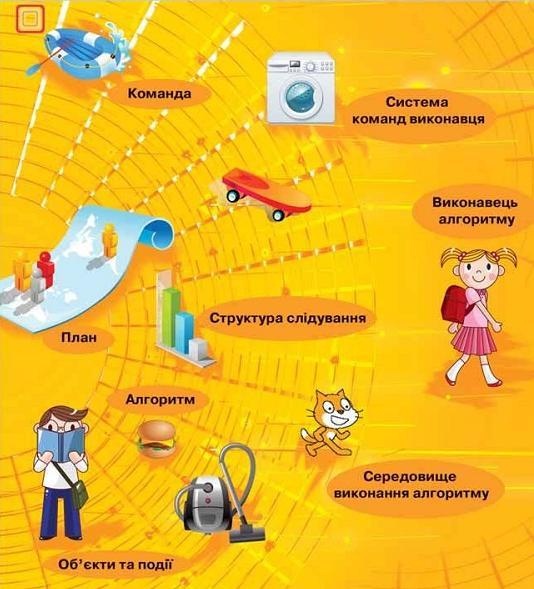 Команда
Система
команд виконавця
Виконавець
алгоритму
Структура слідування
План
Алгоритм
Середовище
виконання алгоритму
Об’єкти та події